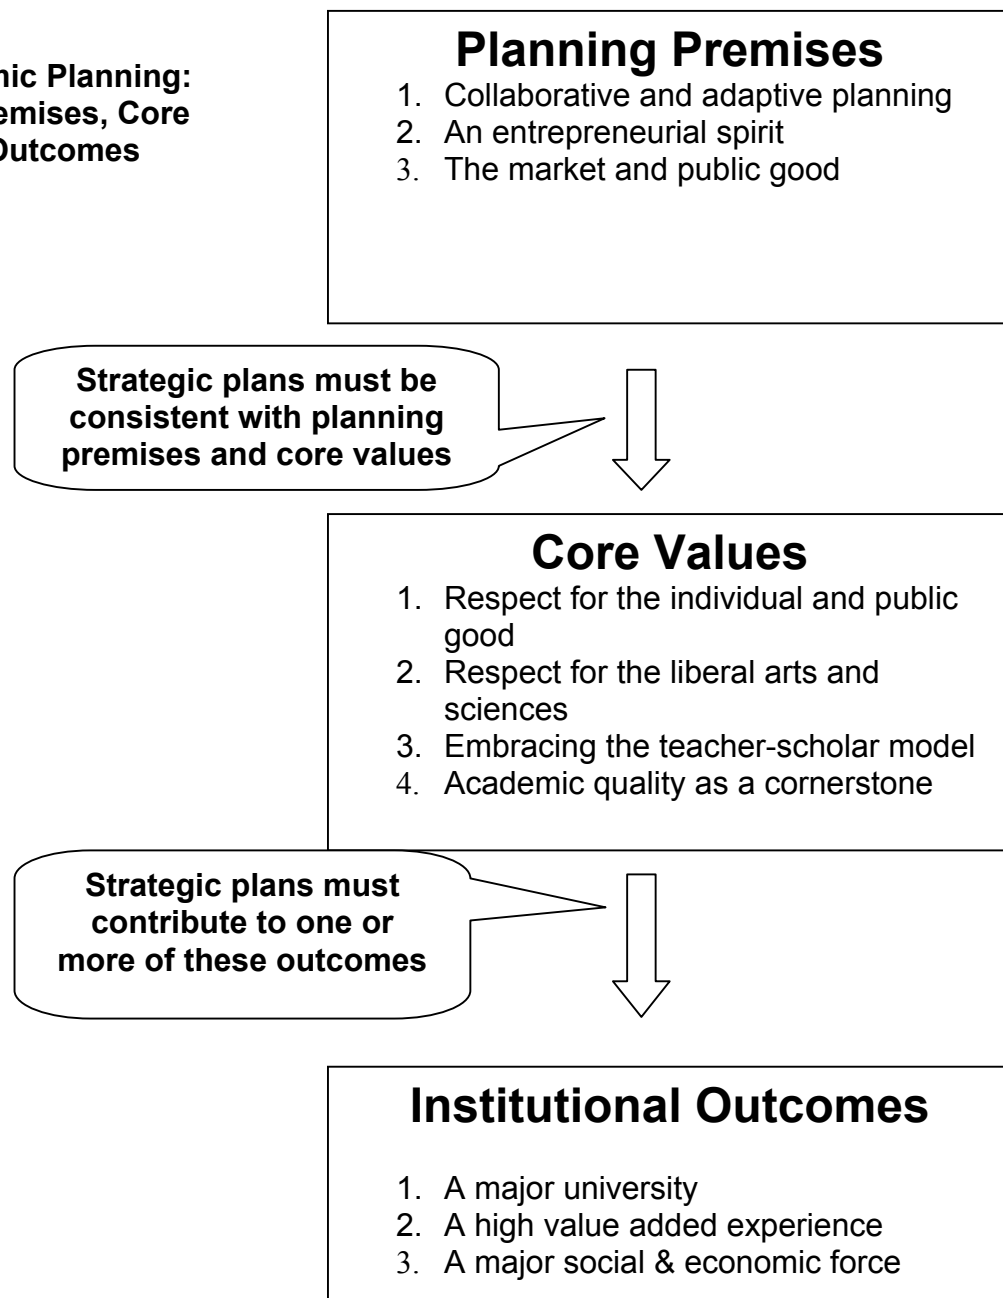 Planning:
Core
Outcomes
Planning Premises
1. Collaborative and adaptive planning
2. An entrepreneurial spirit
3. The market and public good
Strategic plans must be
consistent with planning
premises and core values
Core Values
1. Respect for the individual and public
good
2. Respect for the liberal arts and
sciences
3. Embracing the teacher-scholar model
4. Academic quality as a cornerstone
Strategic plans must
contribute to one or
more of these outcomes
Institutional Outcomes
1. A major university
2. A high value added experience
3. A major social & economic force